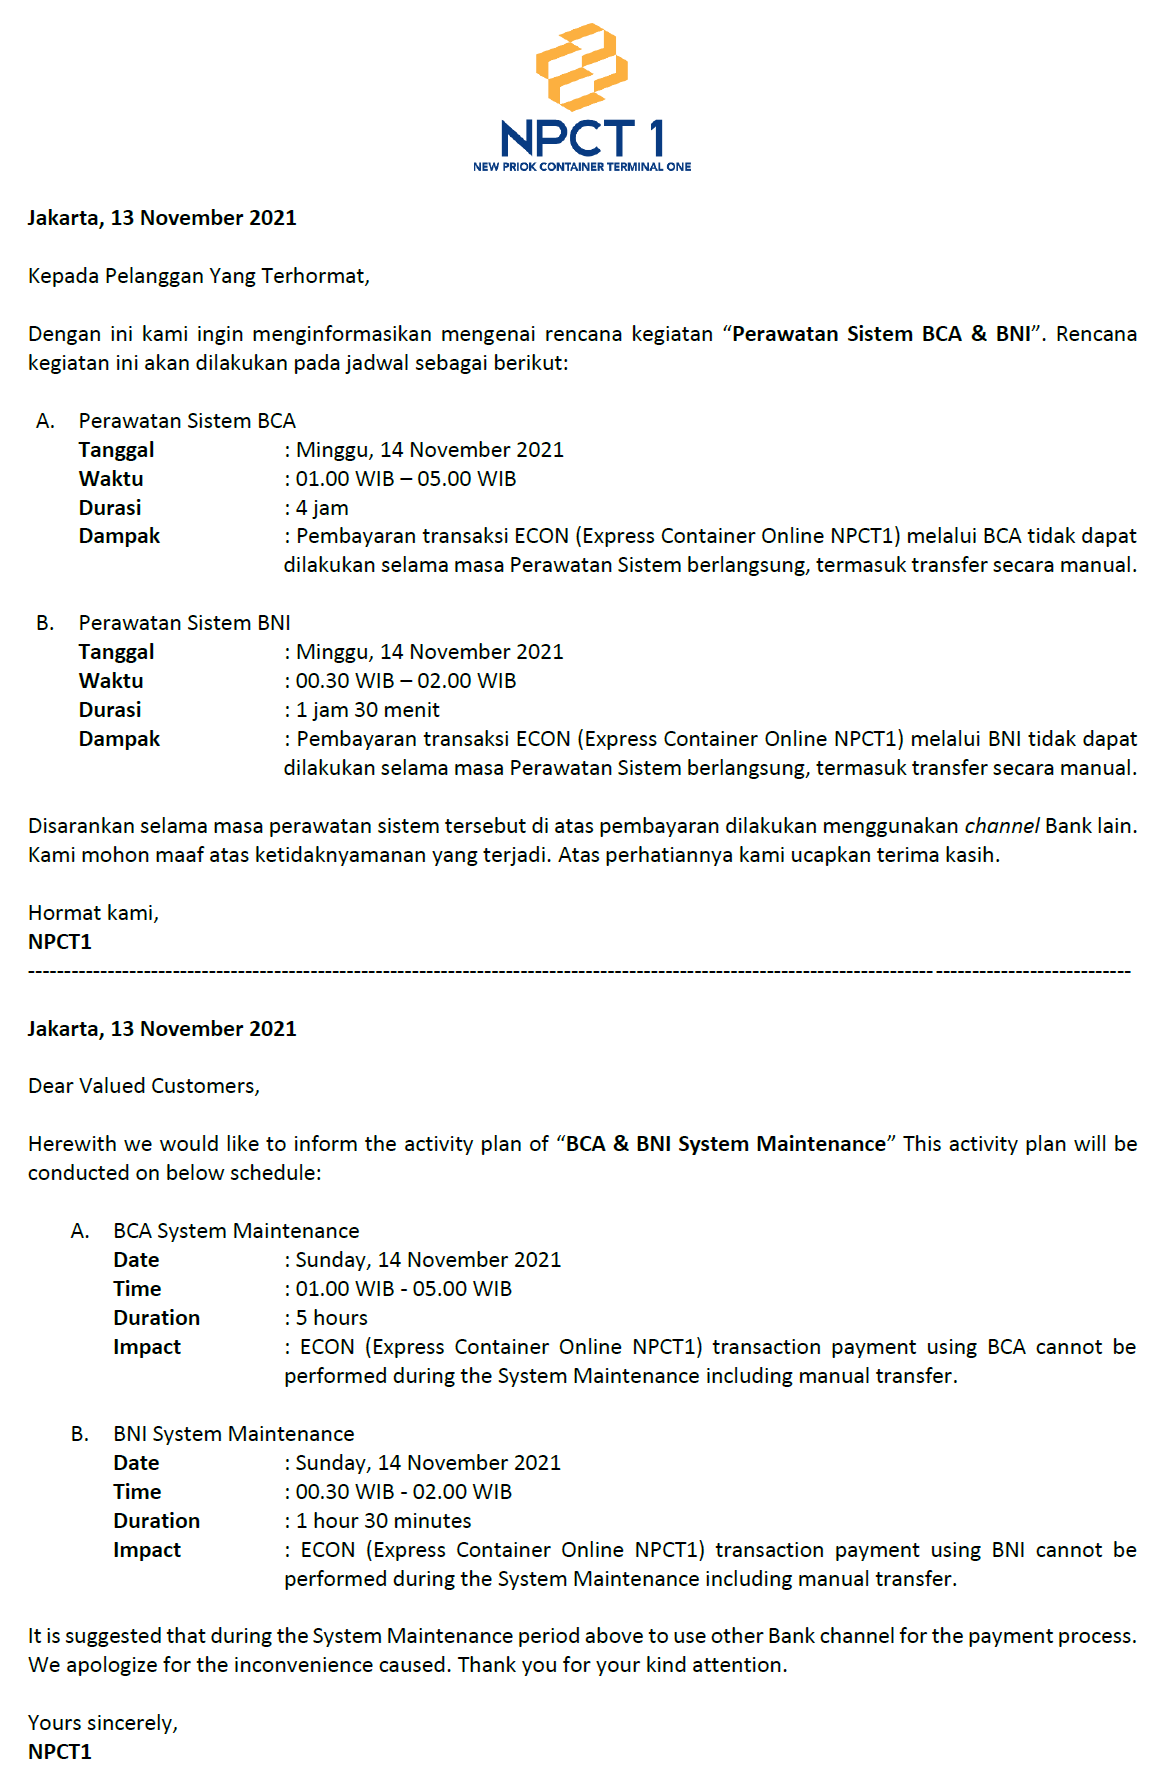 NPCT 1
NEW PRIOK CONTAINER TERMINAL ONE
Jakarta, 13 November 2021
Kepada Pelanggan Yang Terhormat,
Dengan ini kami ingin menginformasikan mengenai rencana kegiatan “Perawatan Sistem BCA & BNI”. Rencana
kegiatan ini akan dilakukan pada jadwal sebagai berikut:
A. Perawatan Sistem BCA
Tanggal : Minggu, 14 November 2021
Waktu : 01.00 WIB – 05.00 WIB
Durasi : 4 jam
Dampak : Pembayaran transaksi ECON (Express Container Online NPCT1) melalui BCA tidak dapat
dilakukan selama masa Perawatan Sistem berlangsung, termasuk transfer secara manual.
B. Perawatan Sistem BNI
Tanggal : Minggu, 14 November 2021
Waktu : 00.30 WIB – 02.00 WIB
Durasi : 1 jam 30 menit
Dampak : Pembayaran transaksi ECON (Express Container Online NPCT1) melalui BNI tidak dapat
dilakukan selama masa Perawatan Sistem berlangsung, termasuk transfer secara manual.
Disarankan selama masa perawatan sistem tersebut di atas pembayaran dilakukan menggunakan channel Bank lain.
Kami mohon maaf atas ketidaknyamanan yang terjadi. Atas perhatiannya kami ucapkan terima kasih.
Hormat kami,
NPCT1
Jakarta, 13 November 2021
Dear Valued Customers,
Herewith we would like to inform the activity plan of “BCA & BNI System Maintenance” This activity plan will be
conducted on below schedule:
A. BCA System Maintenance
Date : Sunday, 14 November 2021
Time : 01.00 WIB - 05.00 WIB
Duration : 5 hours
Impact : ECON (Express Container Online NPCT1) transaction payment using BCA cannot be
performed during the System Maintenance including manual transfer.
B. BNI System Maintenance
Date : Sunday, 14 November 2021
Time : 00.30 WIB - 02.00 WIB
Duration : 1 hour 30 minutes
Impact : ECON (Express Container Online NPCT1) transaction payment using BNI cannot be
performed during the System Maintenance including manual transfer.
It is suggested that during the System Maintenance period above to use other Bank channel for the payment process.
We apologize for the inconvenience caused. Thank you for your kind attention.
Yours sincerely,
NPCT1